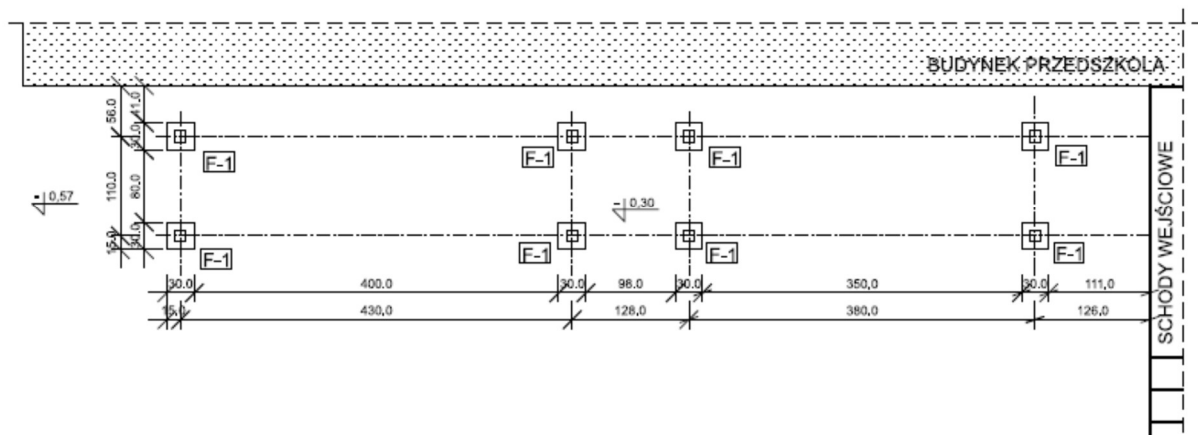 BUDYNEK PRZEDSZKOLA
56.0
41.0
30.0
110.0
80.0
15.0
30.0
- 0,57
- 0,30
F-1
F-1
F-1
F-1
F-1
F-1
F-1
F-1
30.0 400.0 30.0 98.0 30.0 350.0 30.0 111,0
15.0 430.0 128.0 380.0 126.0
SCHODY WEJŚCIOWE